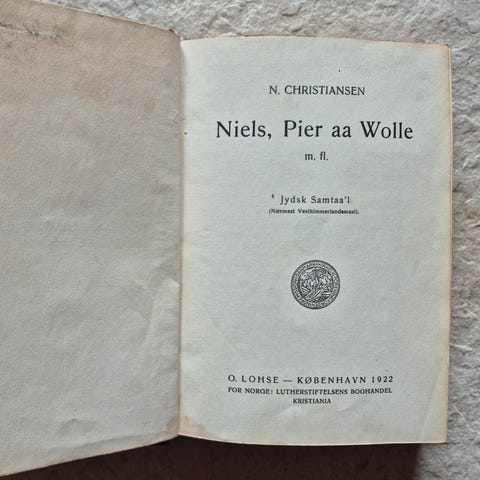 N. CHRISTIANSEN
Niels, Pier aa Wolle
m. fl.
Jydsk Samtaa'l
(Nærmest Vesthimmerlandsmaal).
O. LOHSE — KØBENHAVN 1922
FOR NORGE: LUTHERSTIFTELSENS BOGHANDEL
KRISTIANIA